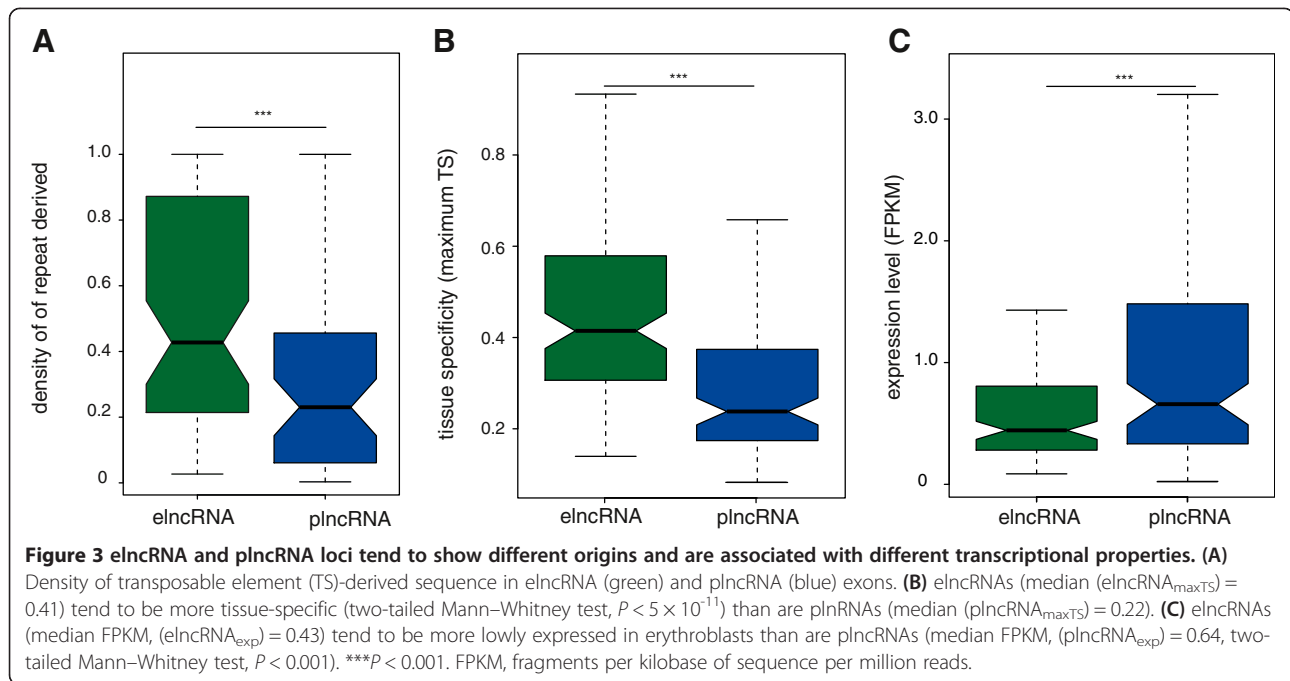 A
B
C
***
***
***
density of of repeat derived
1.0
0.8
0.6
0.4
0.2
0
elncRNA
plncRNA
tissue specificity (maximum TS)
0.8
0.6
0.4
0.2
elncRNA
plncRNA
expression level (FPKM)
3.0
2.0
1.0
0
elncRNA
plncRNA
Figure 3 elncRNA and plncRNA loci tend to show different origins and are associated with different transcriptional properties. (A)
Density of transposable element (TS)-derived sequence in elncRNA (green) and plncRNA (blue) exons. (B) elncRNAs (median (elncRNAmaxTS) =
0.41) tend to be more tissue-specific (two-tailed Mann–Whitney test, P < 5 × 10-11) than are plnRNAs (median (plncRNAmaxTS) = 0.22). (C) elncRNAs
(median FPKM, (elncRNAexp) = 0.43) tend to be more lowly expressed in erythroblasts than are plncRNAs (median FPKM, (plncRNAexp) = 0.64, two-
tailed Mann–Whitney test, P < 0.001). ***P < 0.001. FPKM, fragments per kilobase of sequence per million reads.